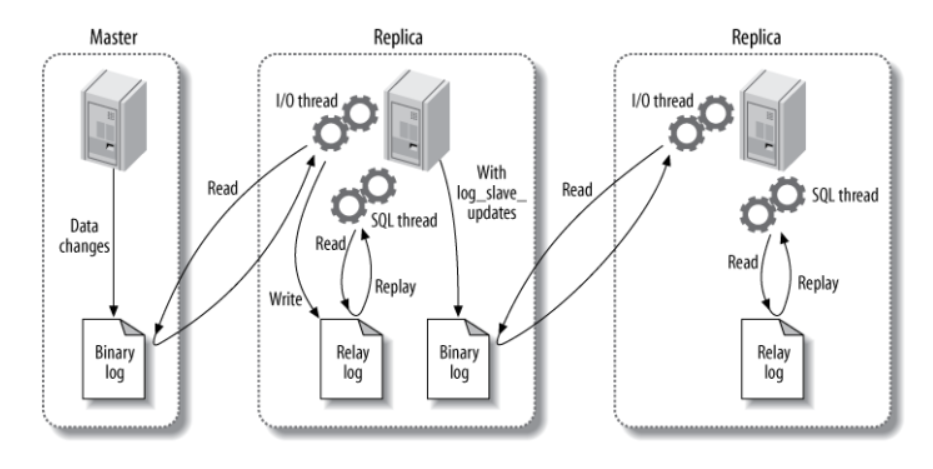 Master
Replica
Replica
I/O thread
I/O thread
Read
With
log_slave_
updates
Read
SQL thread
SQL thread
Data
changes
Read
Replay
Read
Replay
Write
Binary
log
Relay
log
Binary
log
Relay
log